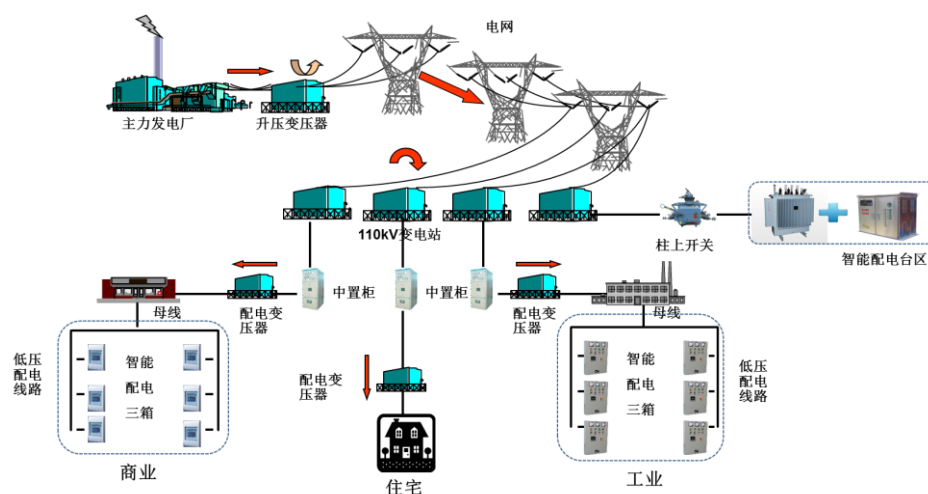 电网
主力发电厂
升压变压器
110kV变电站
柱上开关
智能配电台区
中置柜
中置柜
配电变
压器
配电变
压器
母线
母线
低压
配电
线路
智能
配电
三箱
配电变
压器
智能
配电
三箱
低压
配电
线路
商业
住宅
工业